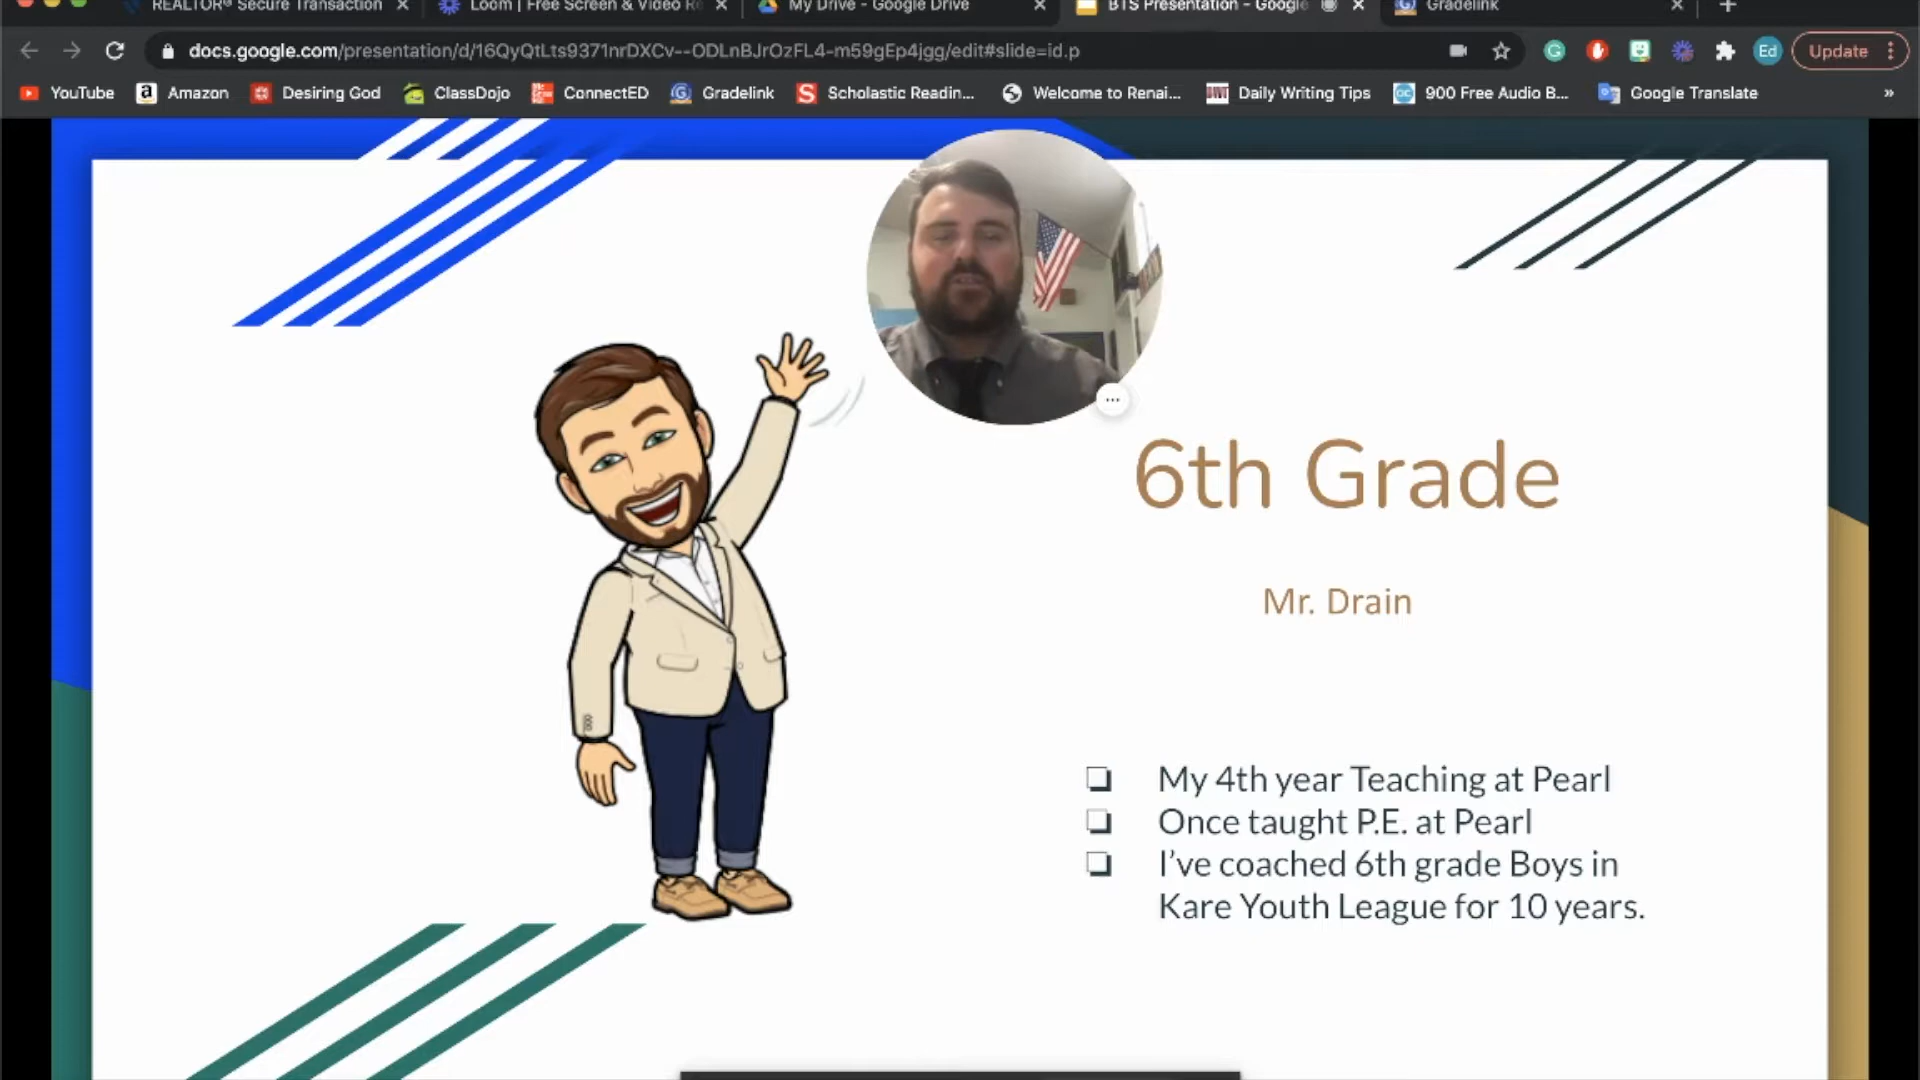 REALTOR® Secure Transaction
Loom | Free Screen & Video Re
My Drive - Google Drive
BTS Presentation - Google
Gradelink
docs.google.com/presentation/d/16QyQtLts9371nrDXCv--ODLnBJrOzFL4-m59gEp4jgg/edit#slide=id.p
Ed
Update
YouTube
Amazon
Desiring God
ClassDojo
ConnectED
Gradelink
Scholastic Readin...
Welcome to Renai...
Daily Writing Tips
900 Free Audio B...
Google Translate
6th Grade
Mr. Drain
My 4th year Teaching at Pearl
Once taught P.E. at Pearl
I've coached 6th grade Boys in
Kare Youth League for 10 years.